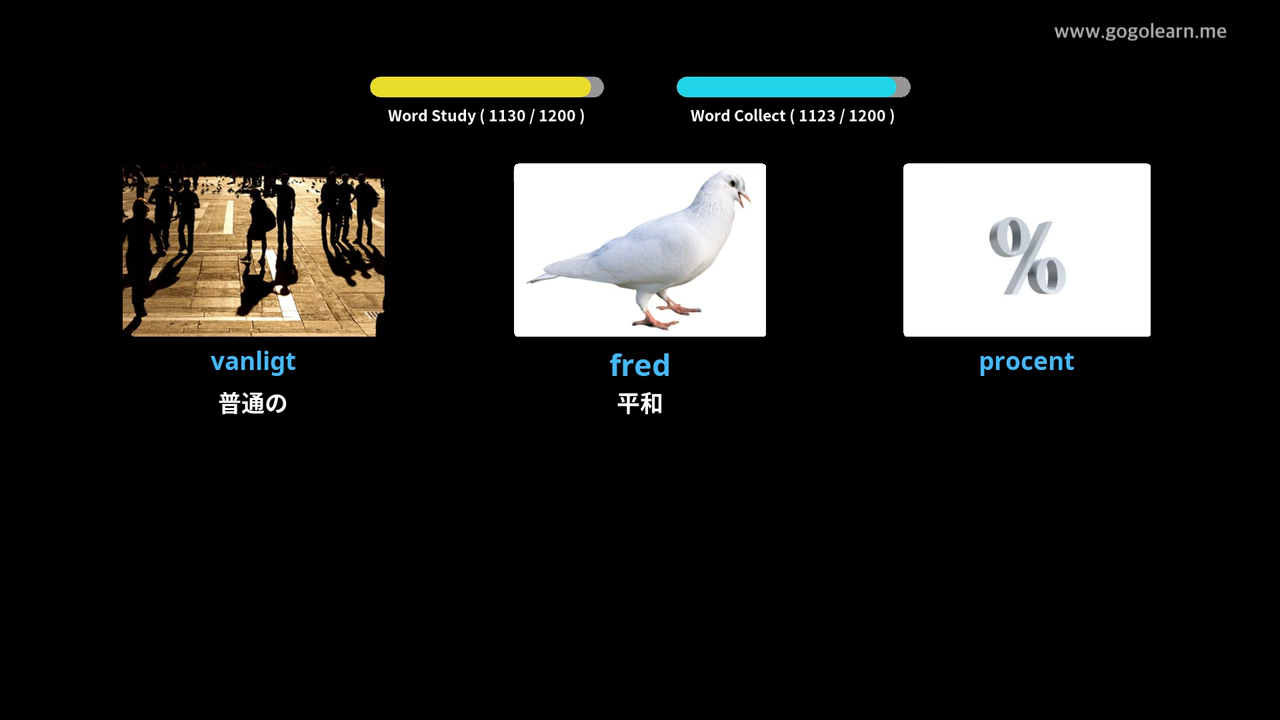 www.gogolearn.me
Word Study ( 1130 / 1200 )
Word Collect ( 1123 / 1200 )
%
vanligt
fred
procent
普通の
平和